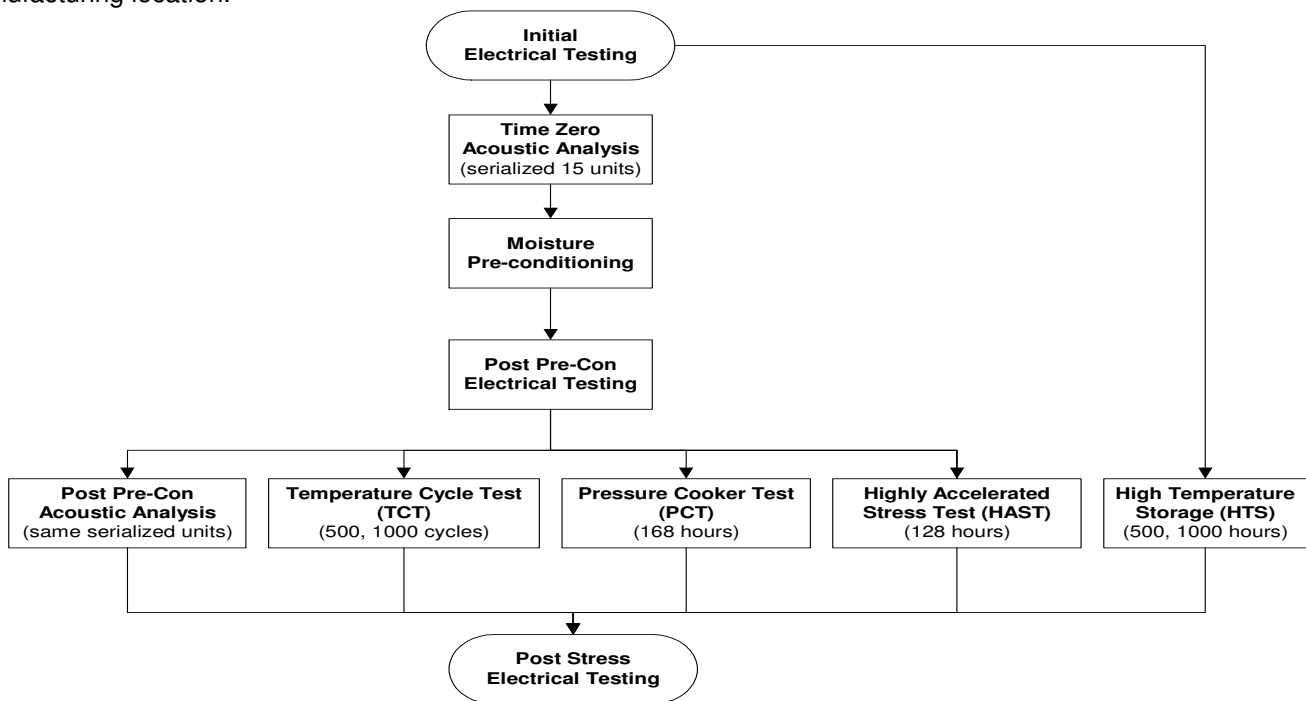 nufacturing location.
Initial
Electrical Testing
Time Zero
Acoustic Analysis
(serialized 15 units)
Moisture
Pre-conditioning
Post Pre-Con
Electrical Testing
Post Pre-Con
Acoustic Analysis
(same serialized units)
Temperature Cycle Test
(TCT)
(500, 1000 cycles)
Pressure Cooker Test
(PCT)
(168 hours)
Highly Accelerated
Stress Test (HAST)
(128 hours)
High Temperature
Storage (HTS)
(500, 1000 hours)
Post Stress
Electrical Testing